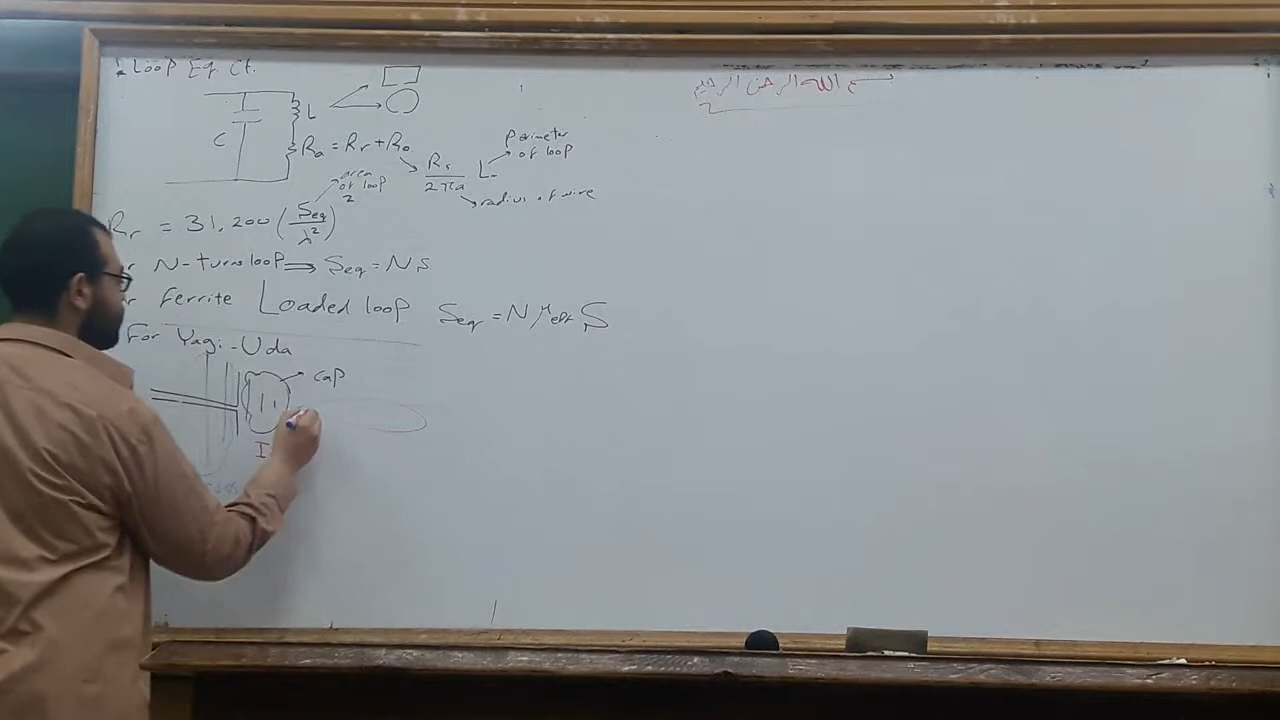 Loop Eq Ct.
بسم الله الرحمن الرحيم
C
L
Ra = Rr + Ro
Rs / 2πa L
Perimeter of loop
radius of wire
area of loop
Rr = 31,200 (Seq / λ²)²
N-turns loop ⇒ Seq = N S
ferrite Loaded loop Seq = N μeff S
For Yagi-Uda
cap